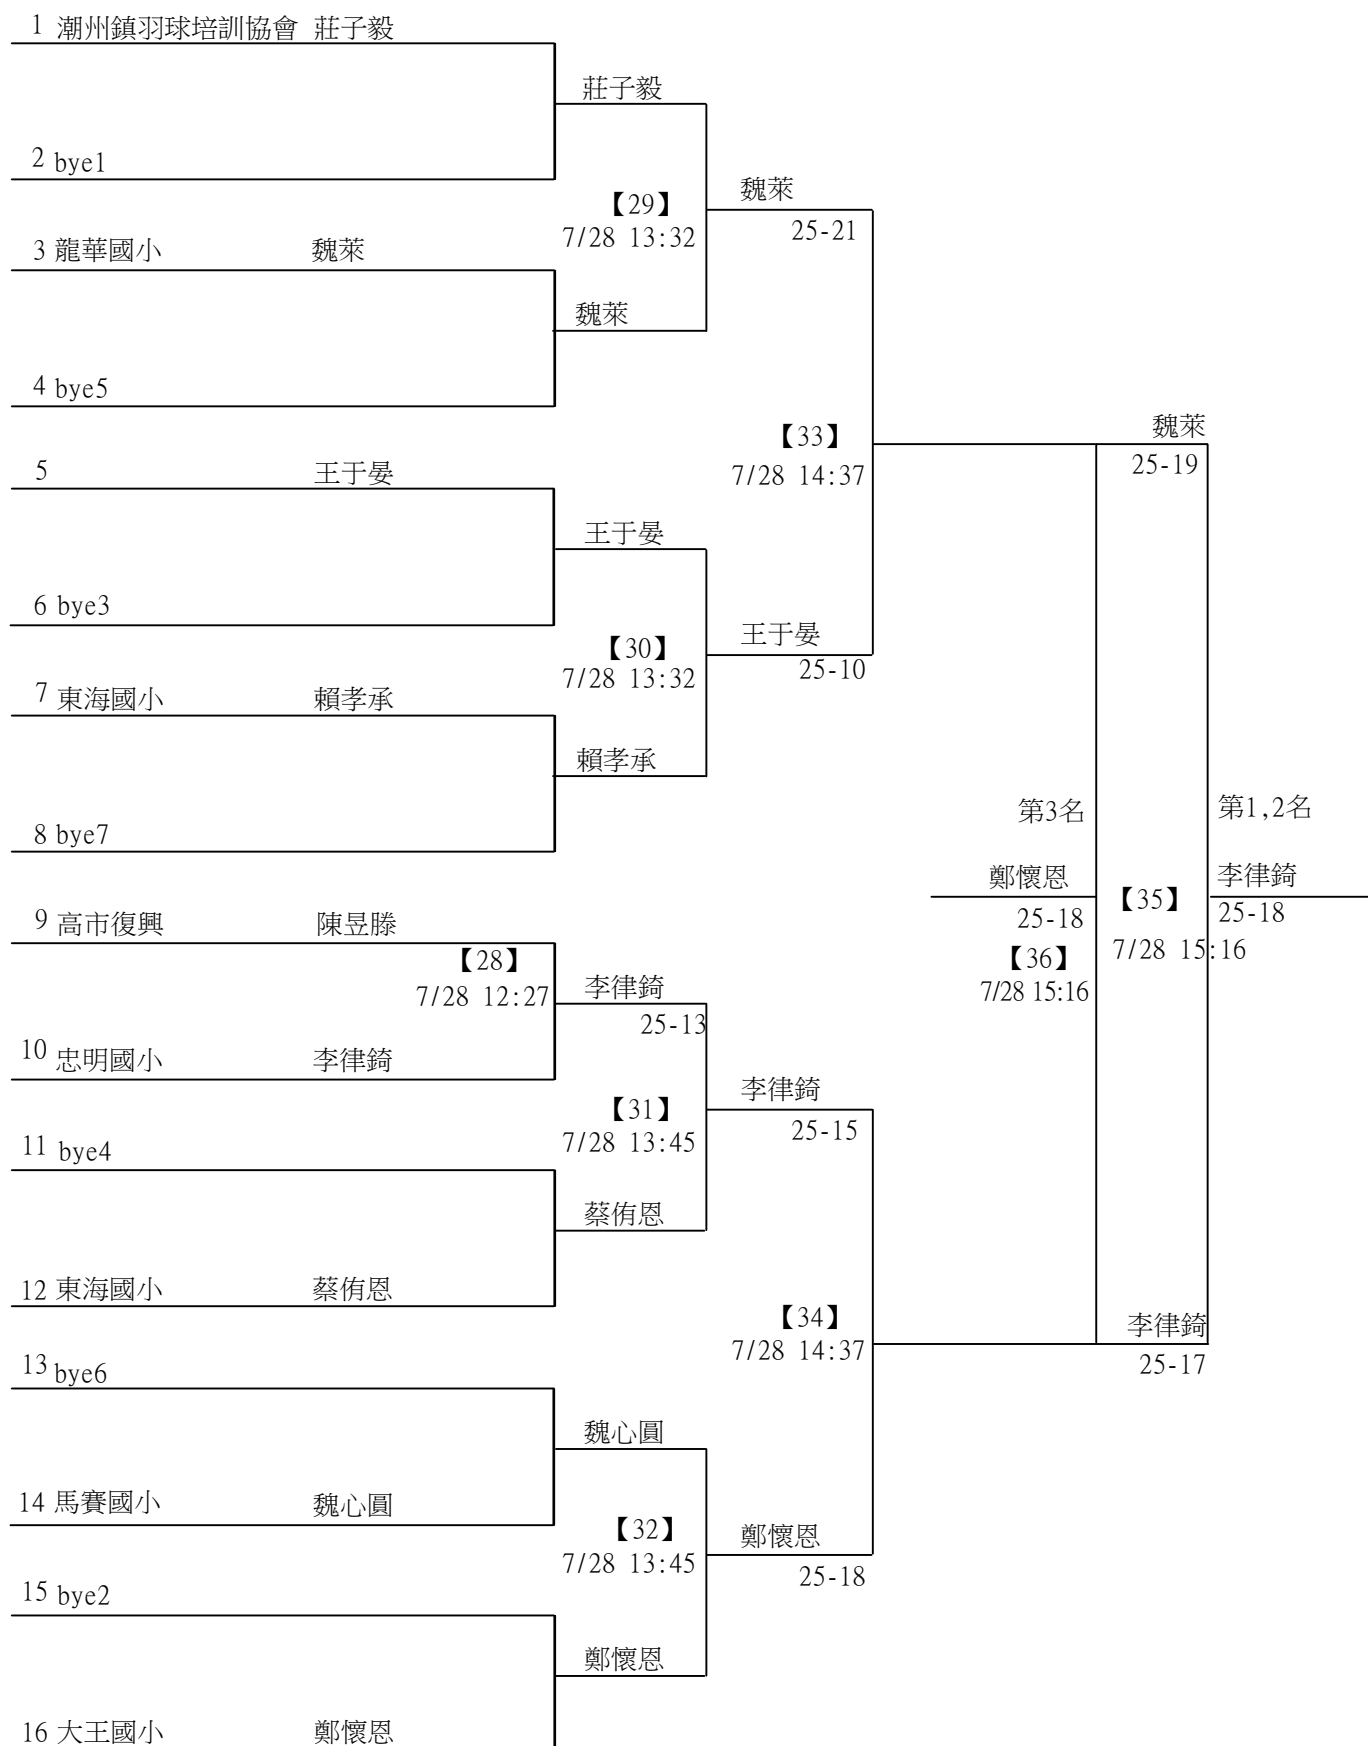 1 潮州鎮羽球培訓協會 莊子毅
莊子毅
2 bye1
魏萊
【29】
25-21
7/28 13:32
3 龍華國小 魏萊
魏萊
4 bye5
魏萊
【33】
25-19
7/28 14:37
5 王于晏
王于晏
6 bye3
王于晏
【30】
25-10
7/28 13:32
7 東海國小 賴孝承
賴孝承
第3名
第1,2名
8 bye7
鄭懷恩
李律錡
【35】
25-18
25-18
9 高市復興 陳昱滕
7/28 15:16
【28】
【36】
7/28 12:27
李律錡
7/28 15:16
25-13
10 忠明國小 李律錡
李律錡
【31】
25-15
7/28 13:45
11 bye4
蔡侑恩
12 東海國小 蔡侑恩
【34】
李律錡
7/28 14:37
25-17
13 bye6
魏心圓
14 馬賽國小 魏心圓
【32】
鄭懷恩
7/28 13:45
25-18
15 bye2
鄭懷恩
16 大王國小 鄭懷恩